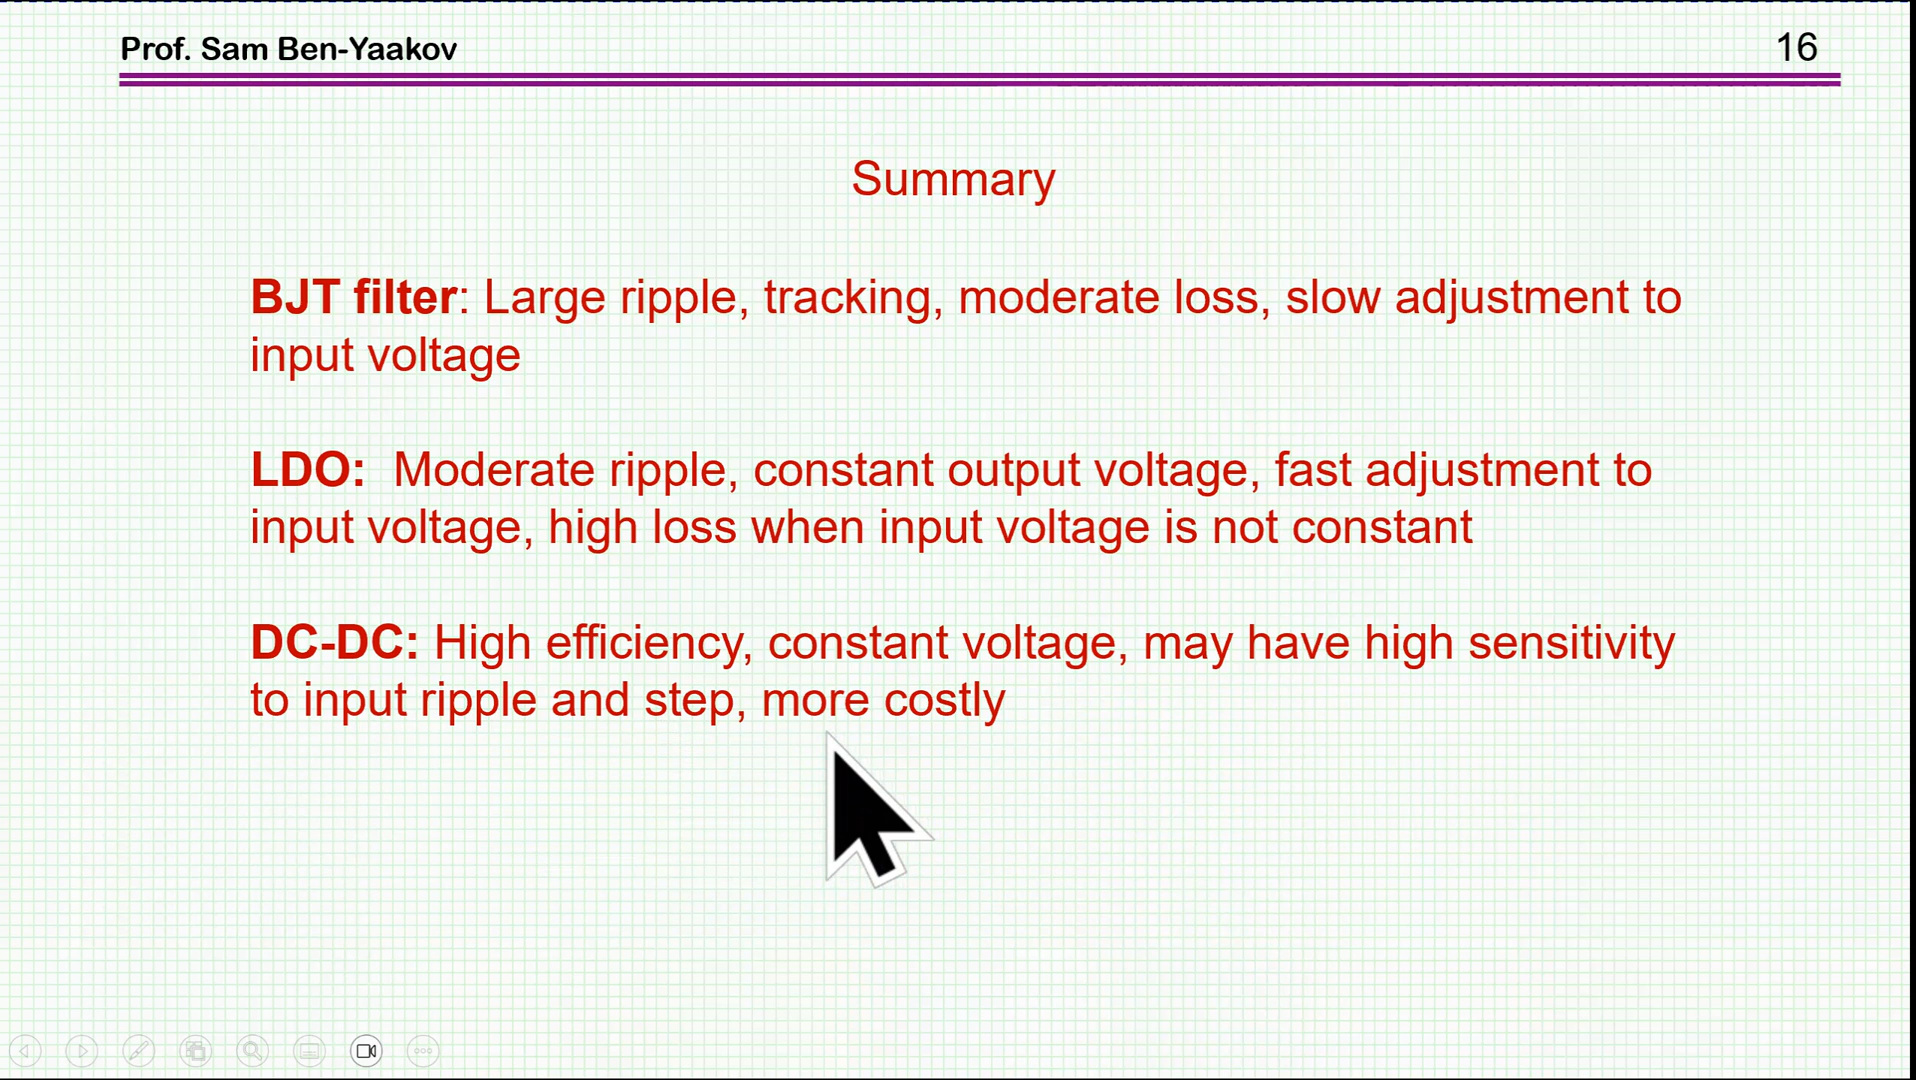 Prof. Sam Ben-Yaakov
16
Summary
BJT filter: Large ripple, tracking, moderate loss, slow adjustment to
input voltage
LDO: Moderate ripple, constant output voltage, fast adjustment to
input voltage, high loss when input voltage is not constant
DC-DC: High efficiency, constant voltage, may have high sensitivity
to input ripple and step, more costly